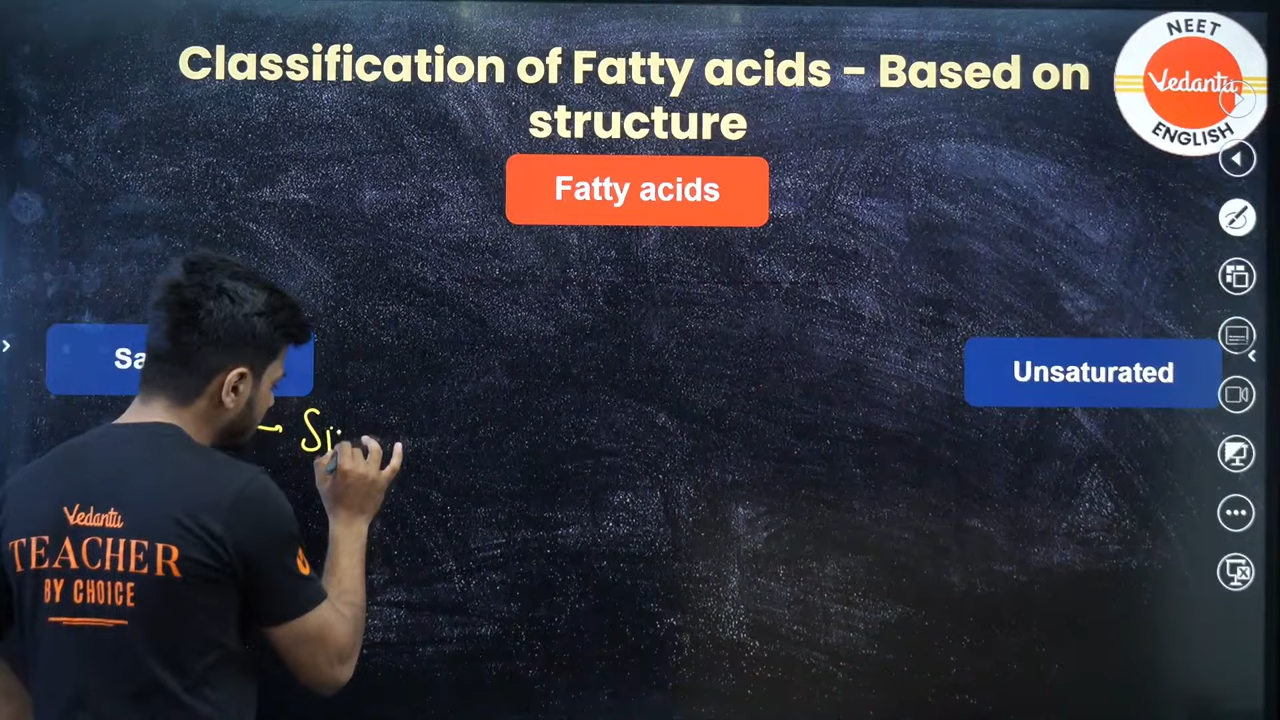 Classification of Fatty acids - Based on
structure
NEET
Vedantu
ENGLISH
Fatty acids
Unsaturated
Vedantu
TEACHER
BY CHOICE